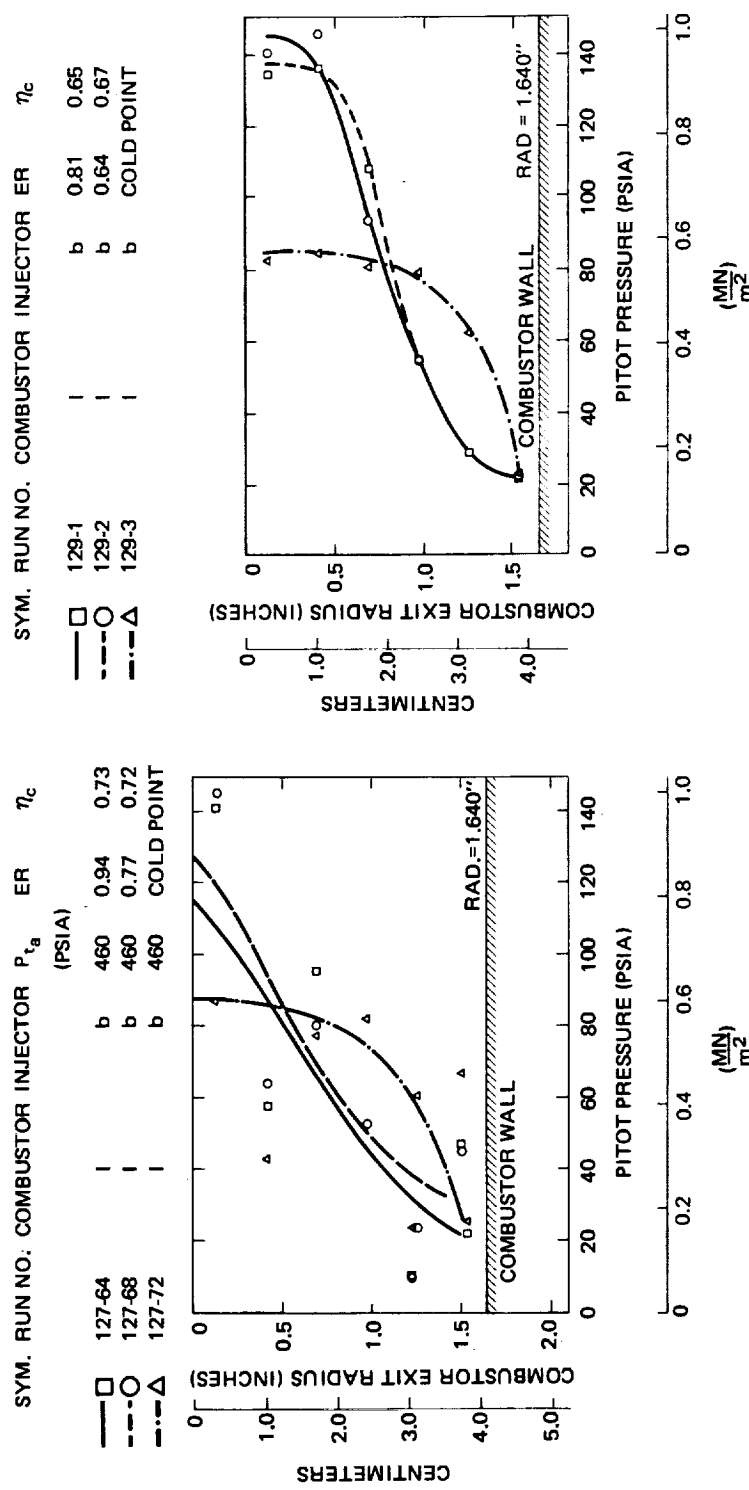 SYM. RUN NO. COMBUSTOR INJECTOR Pta ER ηc
(PSIA)
□ 127-64 I b 460 0.94 0.73
○ 127-68 I b 460 0.77 0.72
△ 127-72 I b 460 COLD POINT
0 0.5 1.0 1.5 2.0
COMBUSTOR EXIT RADIUS (INCHES)
1.0 2.0 3.0 4.0 5.0
CENTIMETERS
RAD.=1.640"
COMBUSTOR WALL
0 20 40 60 80 100 120 140
PITOT PRESSURE (PSIA)
0 0.2 0.4 0.6 0.8 1.0
(MN/m2)
SYM. RUN NO. COMBUSTOR INJECTOR ER ηc
□ 129-1 I b 0.81 0.65
○ 129-2 I b 0.64 0.67
△ 129-3 I b COLD POINT
0 0.5 1.0 1.5
COMBUSTOR EXIT RADIUS (INCHES)
0 1.0 2.0 3.0 4.0
CENTIMETERS
RAD = 1.640"
COMBUSTOR WALL
0 20 40 60 80 100 120 140
PITOT PRESSURE (PSIA)
0 0.2 0.4 0.6 0.8 1.0
(MN/m2)